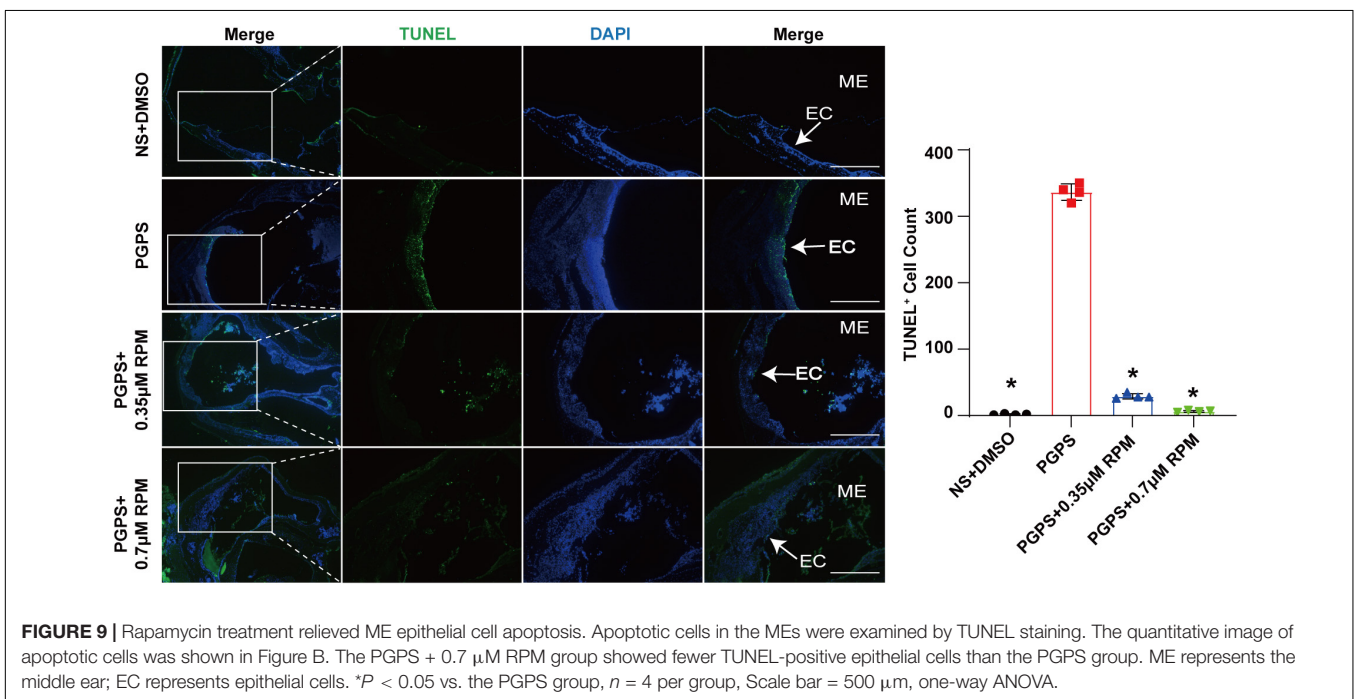 Merge TUNEL DAPI Merge
NS+DMSO
ME
EC
PGPS
ME
EC
PGPS+
0.35μM RPM
ME
EC
PGPS+
0.7μM RPM
ME
EC
TUNEL⁺ Cell Count
400
300
200
100
0
*
*
*
NS+DMSO
PGPS
PGPS+0.35μM RPM
PGPS+0.7μM RPM
FIGURE 9 | Rapamycin treatment relieved ME epithelial cell apoptosis. Apoptotic cells in the MEs were examined by TUNEL staining. The quantitative image of
apoptotic cells was shown in Figure B. The PGPS + 0.7 μM RPM group showed fewer TUNEL-positive epithelial cells than the PGPS group. ME represents the
middle ear; EC represents epithelial cells. *P < 0.05 vs. the PGPS group, n = 4 per group, Scale bar = 500 μm, one-way ANOVA.